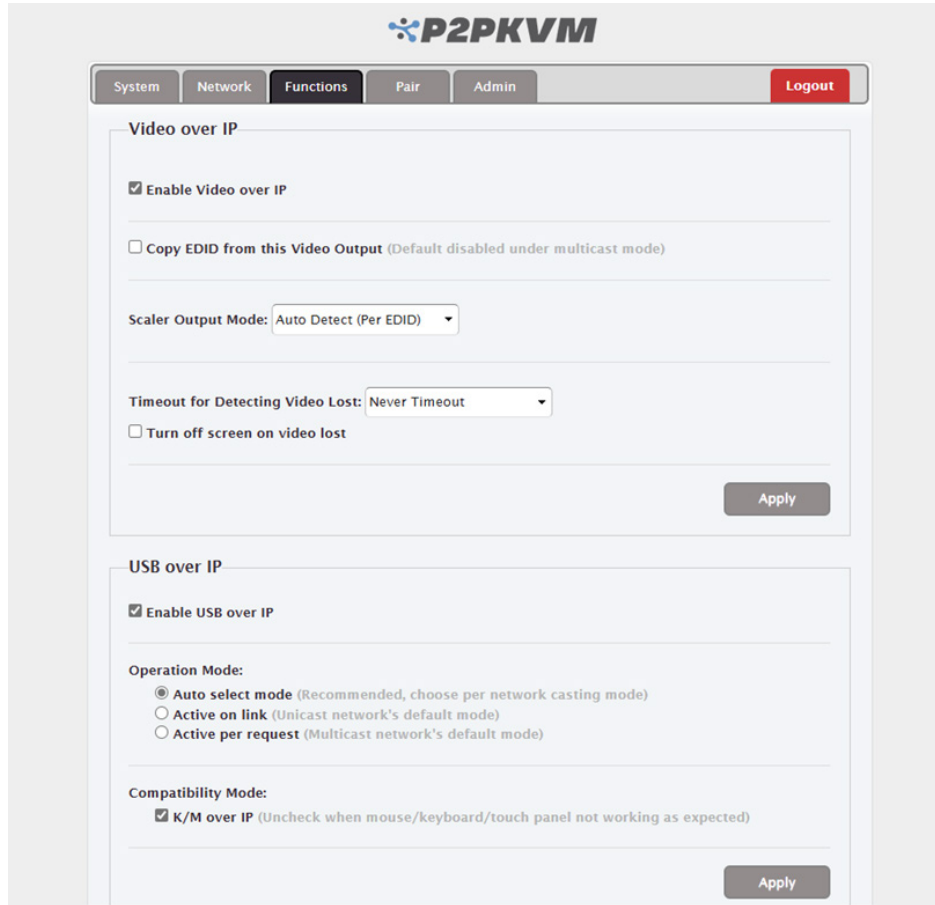 P2PKVM
System Network Functions Pair Admin Logout
Video over IP
Enable Video over IP
Copy EDID from this Video Output (Default disabled under multicast mode)
Scaler Output Mode: Auto Detect (Per EDID)
Timeout for Detecting Video Lost: Never Timeout
Turn off screen on video lost
Apply
USB over IP
Enable USB over IP
Operation Mode:
Auto select mode (Recommended, choose per network casting mode)
Active on link (Unicast network's default mode)
Active per request (Multicast network's default mode)
Compatibility Mode:
K/M over IP (Uncheck when mouse/keyboard/touch panel not working as expected)
Apply